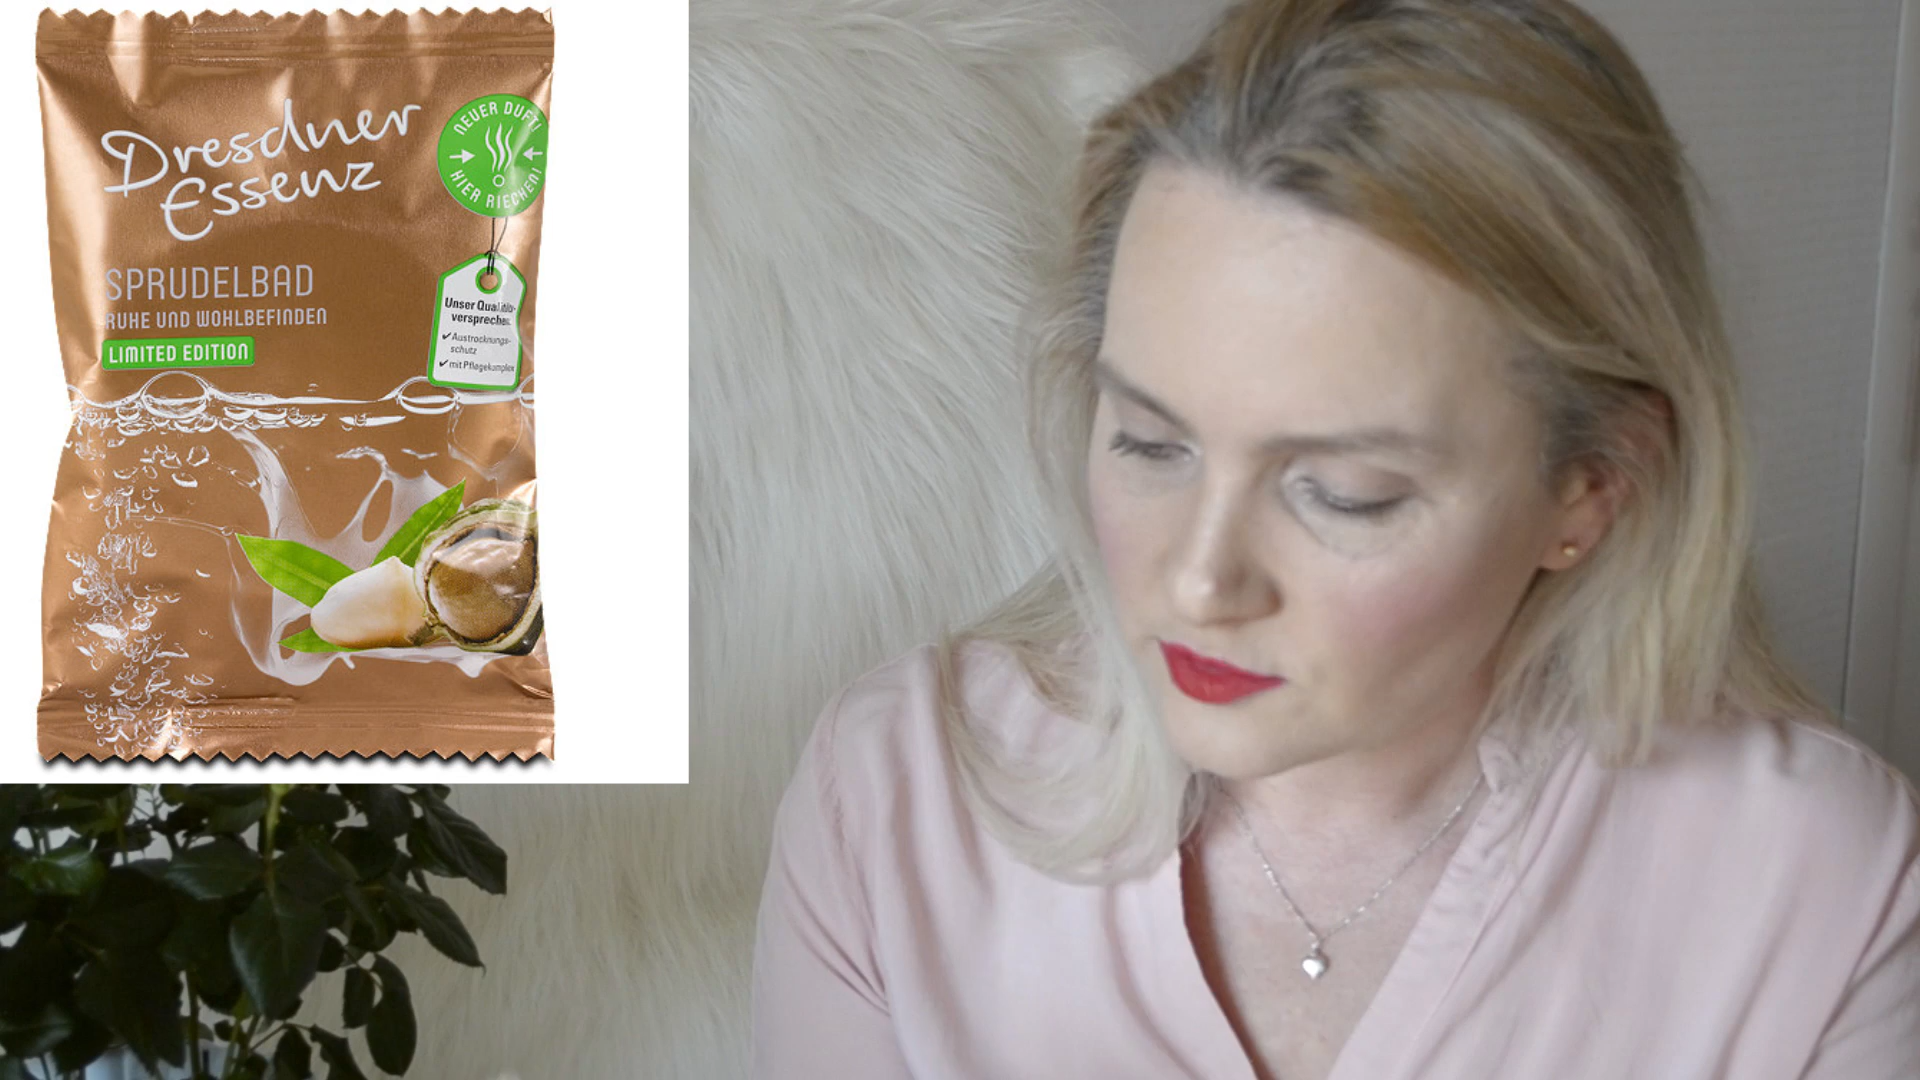 Dresdner
Essenz
NEUER DUFT!
HIER RIECHEN!
SPRUDELBAD
RUHE UND WOHLBEFINDEN
LIMITED EDITION
Unser Qualitäts-
versprechen
✓ Austrocknungs-
schutz
✓ mit Pflegekomplex